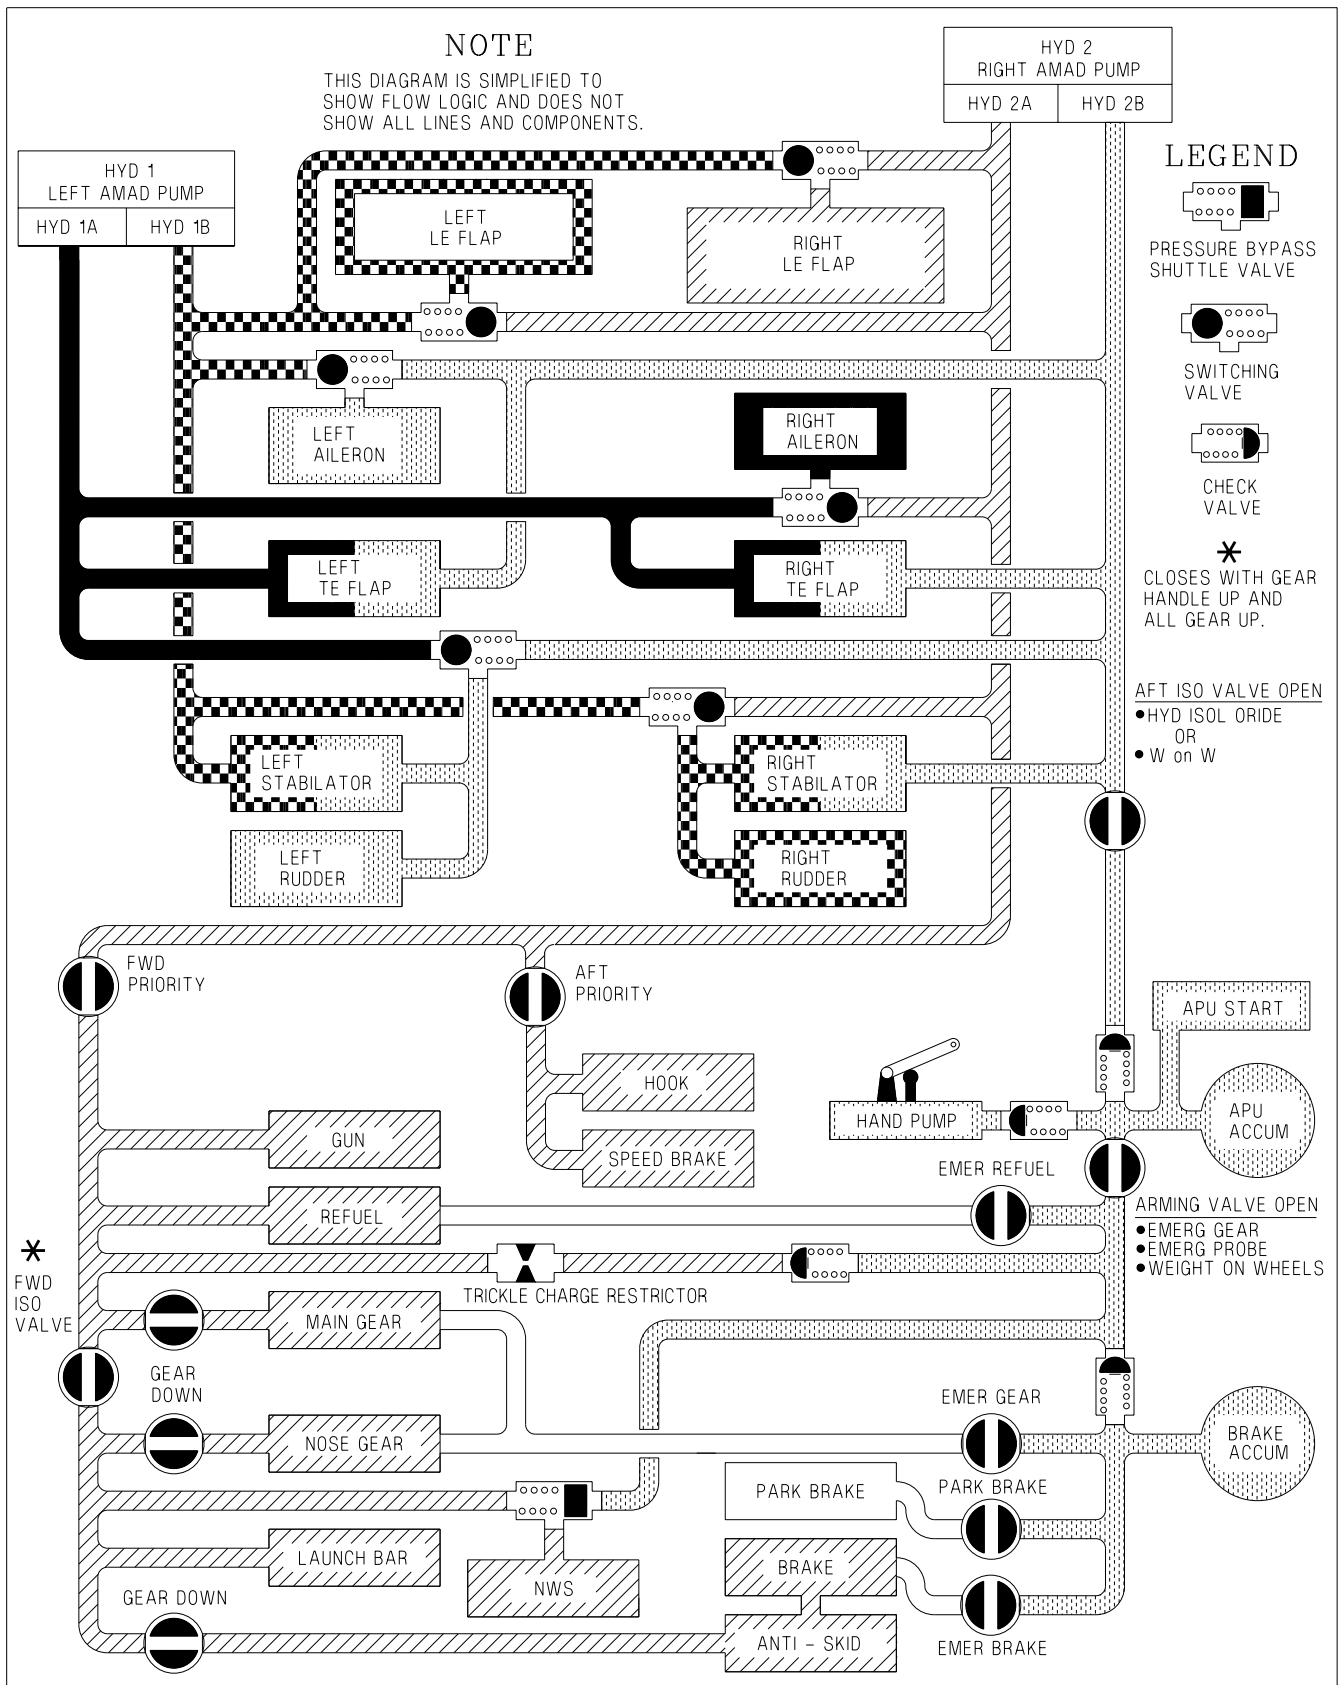 NOTE
THIS DIAGRAM IS SIMPLIFIED TO
SHOW FLOW LOGIC AND DOES NOT
SHOW ALL LINES AND COMPONENTS.
HYD 2
RIGHT AMAD PUMP
HYD 2A
HYD 2B
HYD 1
LEFT AMAD PUMP
HYD 1A
HYD 1B
LEGEND
PRESSURE BYPASS
SHUTTLE VALVE
SWITCHING
VALVE
CHECK
VALVE
*
CLOSES WITH GEAR
HANDLE UP AND
ALL GEAR UP.
LEFT
LE FLAP
RIGHT
LE FLAP
LEFT
AILERON
RIGHT
AILERON
LEFT
TE FLAP
RIGHT
TE FLAP
AFT ISO VALVE OPEN
●HYD ISOL ORIDE
OR
● W on W
LEFT
STABILATOR
RIGHT
STABILATOR
LEFT
RUDDER
RIGHT
RUDDER
FWD
PRIORITY
AFT
PRIORITY
APU START
HOOK
HAND PUMP
APU
ACCUM
GUN
SPEED BRAKE
EMER REFUEL
REFUEL
ARMING VALVE OPEN
●EMERG GEAR
●EMERG PROBE
●WEIGHT ON WHEELS
*
FWD
ISO
VALVE
TRICKLE CHARGE RESTRICTOR
MAIN GEAR
GEAR
DOWN
EMER GEAR
NOSE GEAR
BRAKE
ACCUM
PARK BRAKE
PARK BRAKE
LAUNCH BAR
NWS
BRAKE
GEAR DOWN
ANTI - SKID
EMER BRAKE